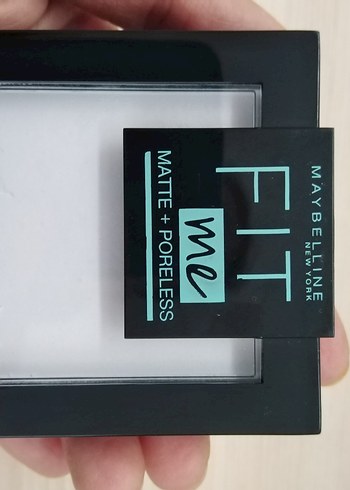 MAYBELLINE
NEW YORK
FIT
me
MATTE + PORELESS